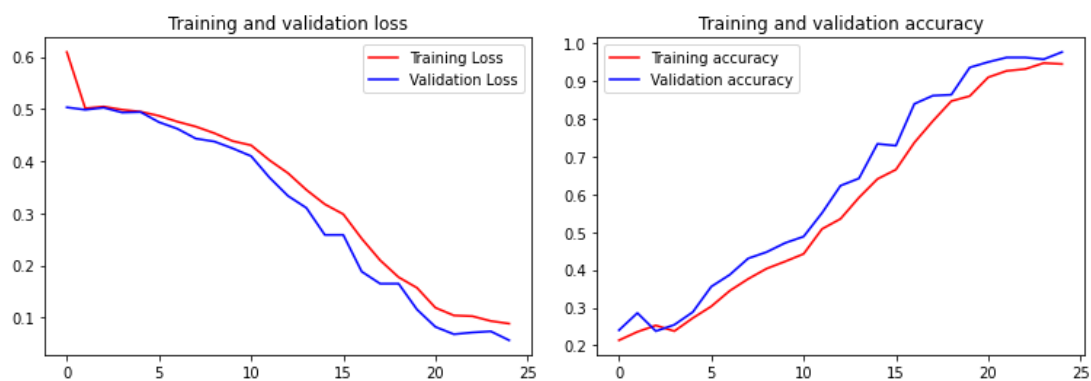 Training and validation loss
0.6
0.5
0.4
0.3
0.2
0.1
Training Loss
Validation Loss
0 5 10 15 20 25
Training and validation accuracy
1.0
0.9
0.8
0.7
0.6
0.5
0.4
0.3
0.2
Training accuracy
Validation accuracy
0 5 10 15 20 25